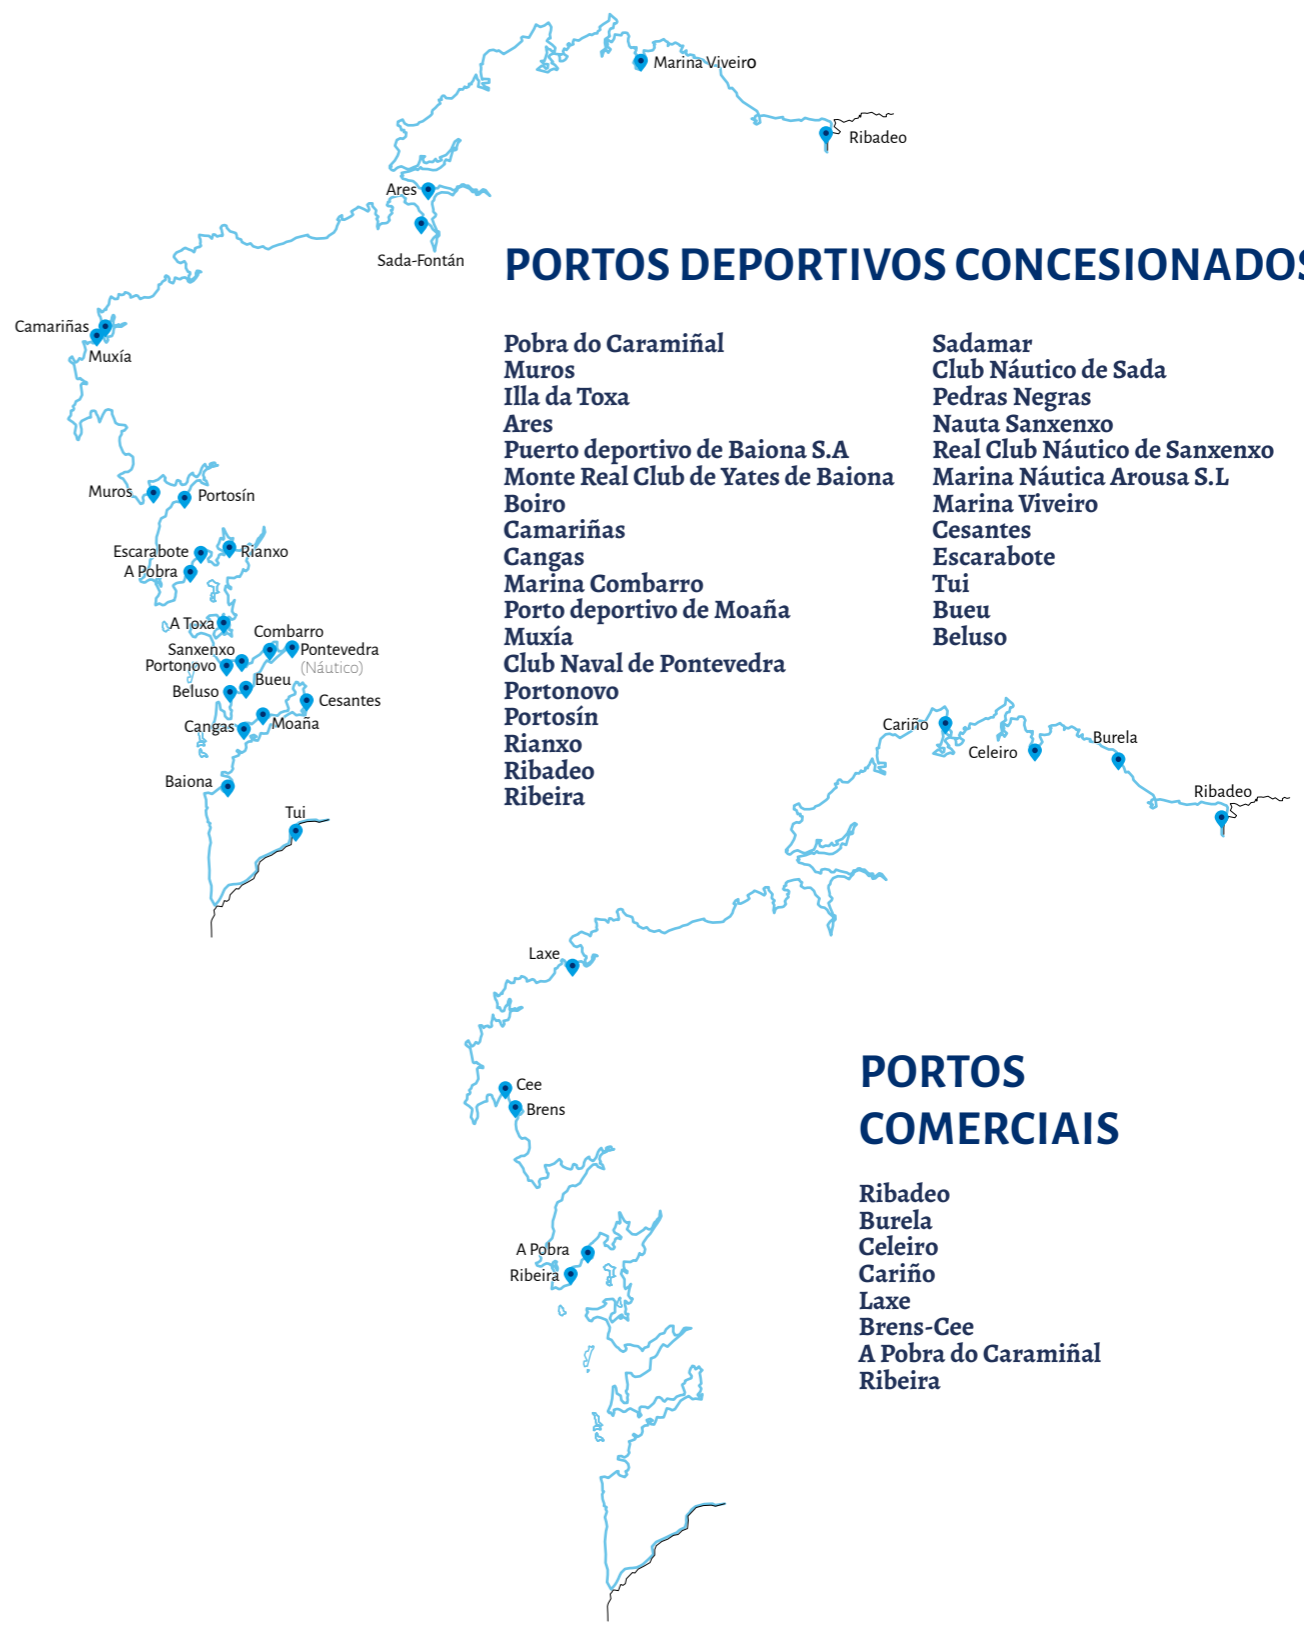 Marina Viveiro
Ribadeo
Ares
Sada-Fontán
Camariñas
Muxía
Muros
Portosín
Escarabote
Rianxo
A Pobra
A Toxa
Combarro
Sanxenxo
Pontevedra
Portonovo
(Náutico)
Bueu
Beluso
Cesantes
Cangas
Moaña
Baiona
Tui
PORTOS DEPORTIVOS CONCESIONADOS
Pobra do Caramiñal
Muros
Illa da Toxa
Ares
Puerto deportivo de Baiona S.A
Monte Real Club de Yates de Baiona
Boiro
Camariñas
Cangas
Marina Combarro
Porto deportivo de Moaña
Muxía
Club Naval de Pontevedra
Portonovo
Portosín
Rianxo
Ribadeo
Ribeira
Sadamar
Club Náutico de Sada
Pedras Negras
Nauta Sanxenxo
Real Club Náutico de Sanxenxo
Marina Náutica Arousa S.L
Marina Viveiro
Cesantes
Escarabote
Tui
Bueu
Beluso
Cariño
Celeiro
Burela
Ribadeo
Laxe
Cee
Brens
A Pobra
Ribeira
PORTOS
COMERCIAIS
Ribadeo
Burela
Celeiro
Cariño
Laxe
Brens-Cee
A Pobra do Caramiñal
Ribeira